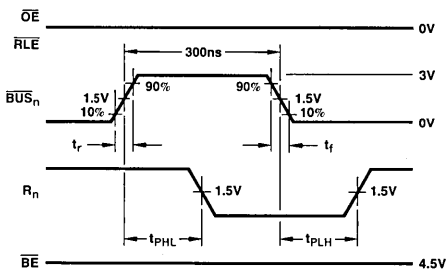 OE
0V
RLE
300ns
3V
90%
90%
BUSn
1.5V
1.5V
10%
10%
0V
tr
tf
Rn
1.5V
1.5V
tPHL
tPLH
BE
4.5V